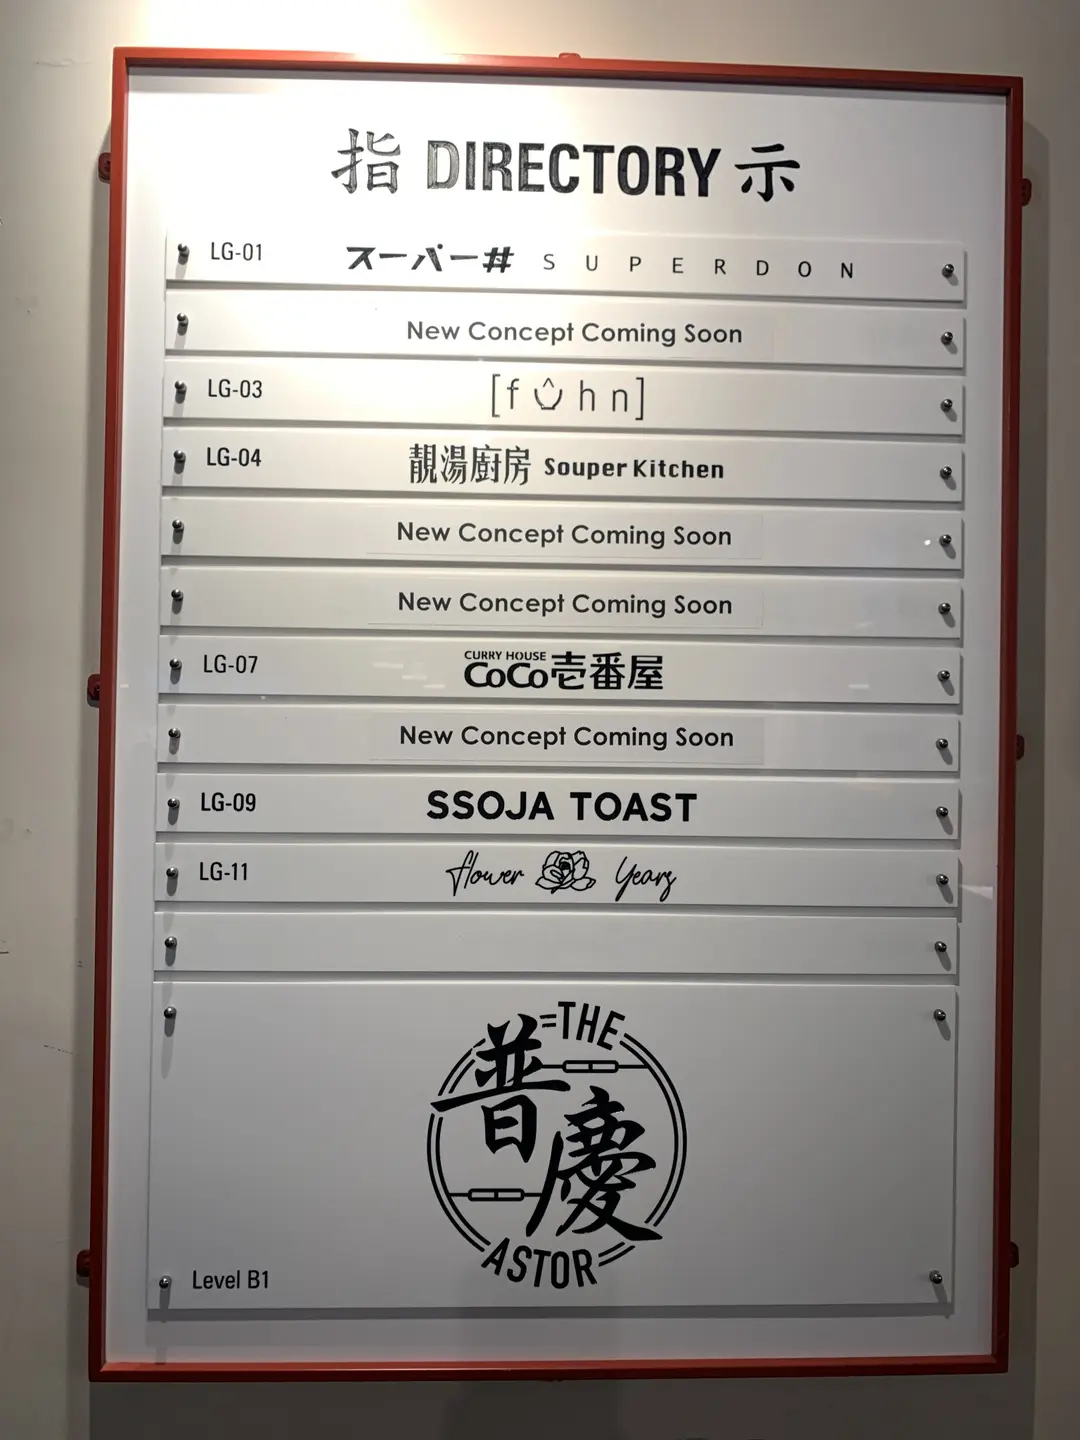 指 DIRECTORY 示
LG-01 スーパー丼 SUPERDON
New Concept Coming Soon
LG-03 [fühn]
LG-04 靚湯廚房 Souper Kitchen
New Concept Coming Soon
New Concept Coming Soon
LG-07 CURRY HOUSE CoCo壱番屋
New Concept Coming Soon
LG-09 SSOJA TOAST
LG-11 flower Years
THE
普慶
ASTOR
Level B1